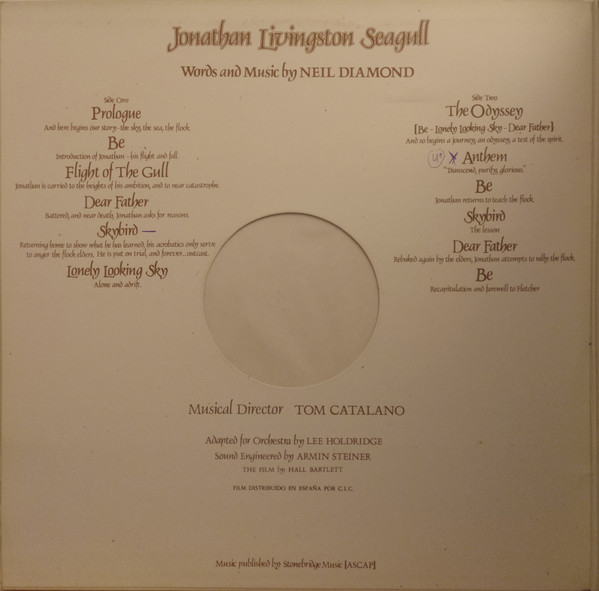 Jonathan Livingston Seagull
Words and Music by NEIL DIAMOND
Side One
Prologue
And here begins our story-the sky, the sea, the flock.
Be
Introduction of Jonathan - his flight and fall.
Flight of The Gull
Jonathan is carried to the heights of his ambition, and to near catastrophe.
Dear Father
Battered, and near death, Jonathan asks for reasons.
Skybird —
Returning home to show what he has learned, his acrobatics only serve
to anger the flock elders. He is put on trial, and forever...outcast.
Lonely Looking Sky
Alone and adrift.
Side Two
The Odyssey
[Be - Lonely Looking Sky - Dear Father]
And so begins a journey, an odyssey, a test of the spirit.
Anthem
"Transcend, purify, glorious."
Be
Jonathan returns to teach the flock.
Skybird
The lesson
Dear Father
Rebuked again by the elders, Jonathan attempts to rally the flock.
Be
Recapitulation and farewell to Fletcher
Musical Director TOM CATALANO
Adapted for Orchestra by LEE HOLDRIDGE
Sound Engineered by ARMIN STEINER
THE FILM by HALL BARTLETT
FILM DISTRIBUIDO EN ESPAÑA POR C.I.C.
Music published by Stonebridge Music [ASCAP]